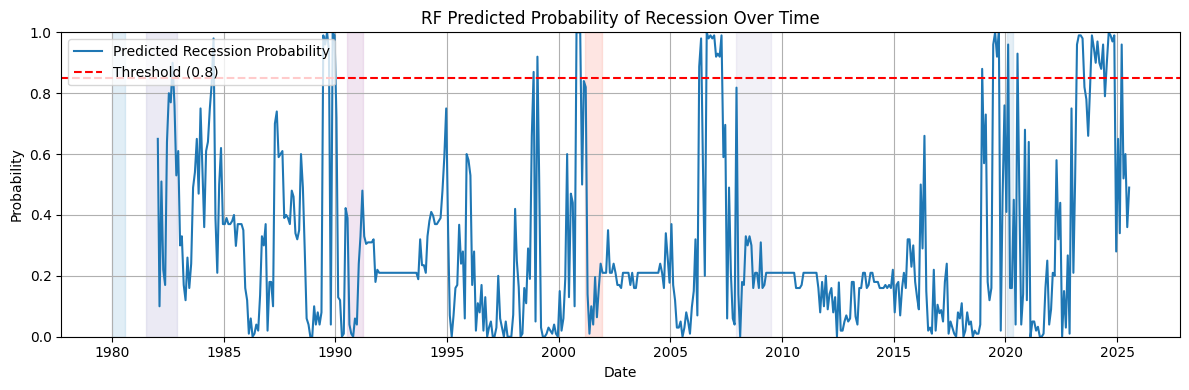 RF Predicted Probability of Recession Over Time
Predicted Recession Probability
Threshold (0.8)
Probability
1.0
0.8
0.6
0.4
0.2
0.0
1980 1985 1990 1995 2000 2005 2010 2015 2020 2025
Date